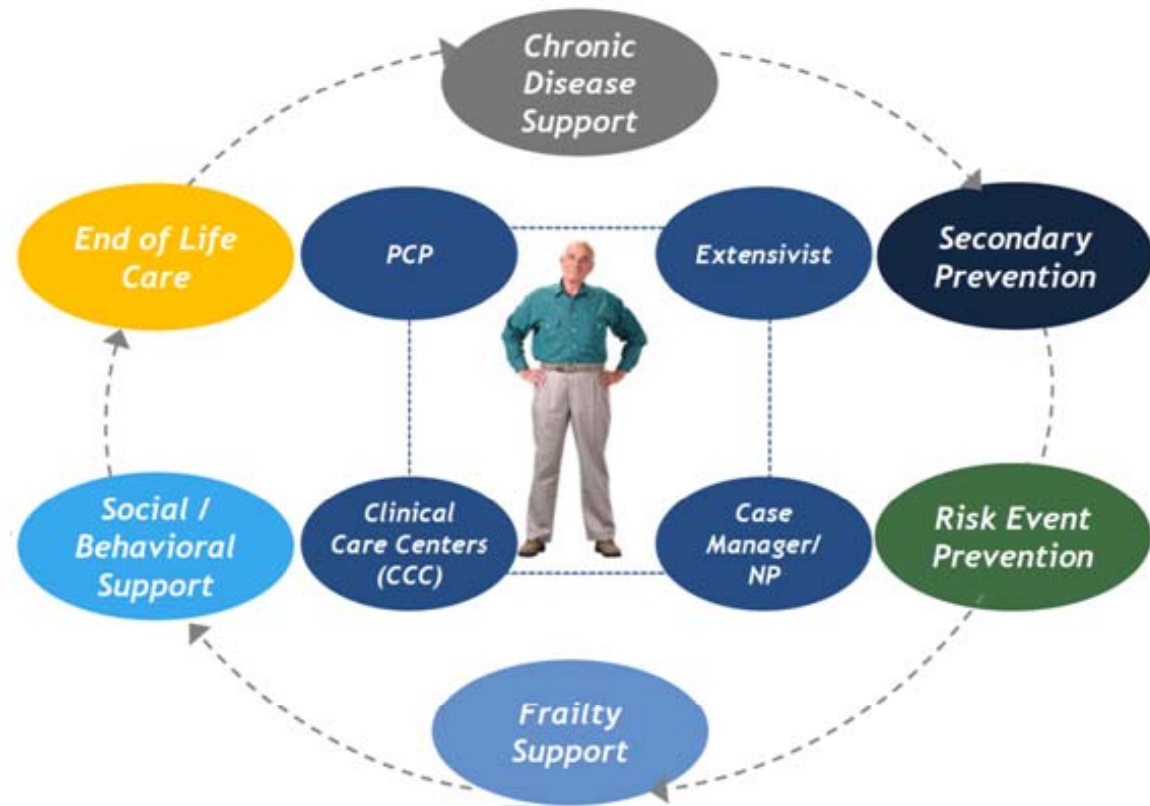 Chronic
Disease
Support
End of Life
Care
PCP
Extensivist
Secondary
Prevention
Social /
Behavioral
Support
Clinical
Care Centers
(CCC)
Case
Manager/
NP
Risk Event
Prevention
Frailty
Support